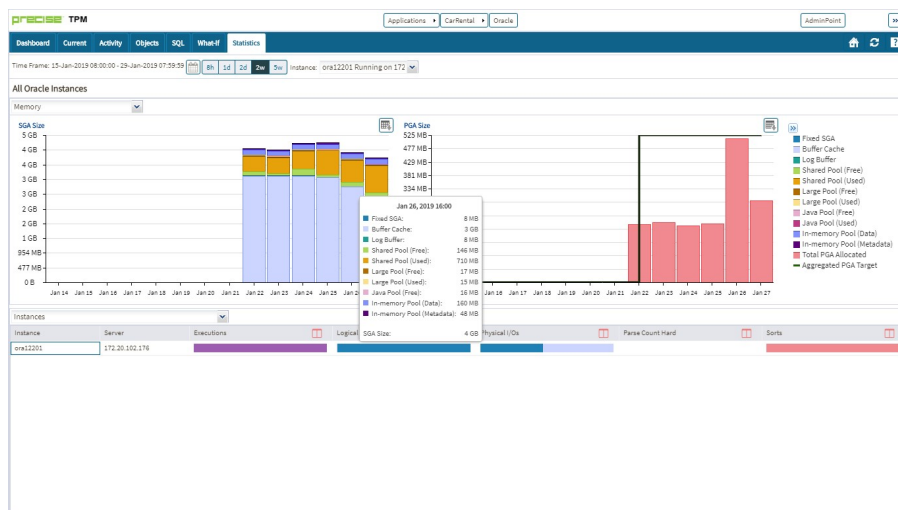 precise TPM
Applications CarRental Oracle
AdminPoint
Dashboard Current Activity Objects SQL What-If Statistics
Time Frame: 15-Jan-2019 08:00:00 - 29-Jan-2019 07:59:59 8h 1d 2d 2w 5w Instance: ora12201 Running on 172
All Oracle Instances
Memory
SGA Size
5 GB
4 GB
4 GB
3 GB
3 GB
2 GB
2 GB
1 GB
954 MB
477 MB
0 B
Jan 14 Jan 15 Jan 16 Jan 17 Jan 18 Jan 19 Jan 20 Jan 21 Jan 22 Jan 23 Jan 24 Jan 25
PGA Size
525 MB
477 MB
429 MB
381 MB
334 MB
Jan 16 Jan 17 Jan 18 Jan 19 Jan 20 Jan 21 Jan 22 Jan 23 Jan 24 Jan 25 Jan 26 Jan 27
Fixed SGA
Buffer Cache
Log Buffer
Shared Pool (Free)
Shared Pool (Used)
Large Pool (Free)
Large Pool (Used)
Java Pool (Free)
Java Pool (Used)
In-memory Pool (Data)
In-memory Pool (Metadata)
Total PGA Allocated
Aggregated PGA Target
Jan 26, 2019 16:00
Fixed SGA: 8 MB
Buffer Cache: 3 GB
Log Buffer: 8 MB
Shared Pool (Free): 146 MB
Shared Pool (Used): 710 MB
Large Pool (Free): 17 MB
Large Pool (Used): 15 MB
Java Pool (Free): 16 MB
In-memory Pool (Data): 160 MB
In-memory Pool (Metadata): 48 MB
SGA Size: 4 GB
Instances
Instance Server Executions Logical Physical I/Os Parse Count Hard Sorts
ora12201 172.20.102.176